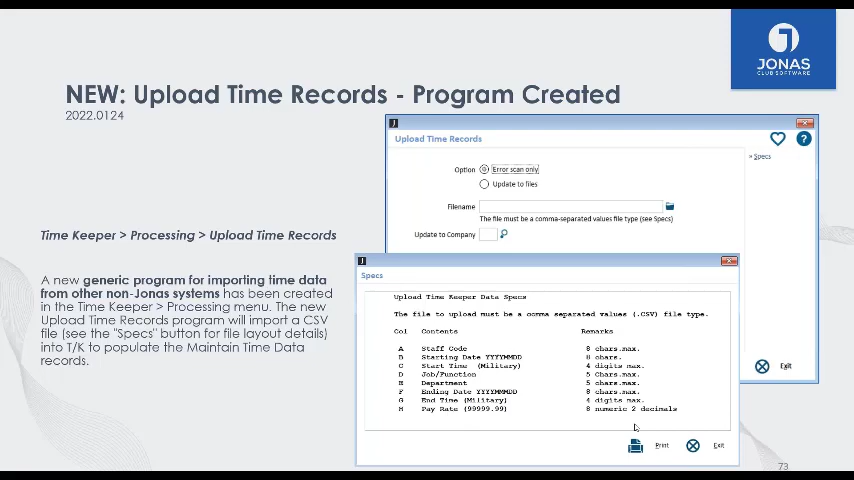 JONAS
CLUB SOFTWARE
NEW: Upload Time Records - Program Created
2022.0124
Upload Time Records
» Specs
Option
Error scan only
Update to files
Filename
The file must be a comma-separated values file type (see Specs)
Update to Company
Time Keeper > Processing > Upload Time Records
A new generic program for importing time data
from other non-Jonas systems has been created
in the Time Keeper > Processing menu. The new
Upload Time Records program will import a CSV
file (see the "Specs" button for file layout details)
into T/K to populate the Maintain Time Data
records.
Specs
Upload Time Keeper Data Specs
The file to upload must be a comma separated values (.CSV) file type.
Col Contents Remarks
A Staff Code 8 chars.max.
B Starting Date YYYYMMDD 8 chars.
C Start Time (Military) 4 digits max.
D Job/Function 5 Chars.max.
E Department 5 chars.max.
F Ending Date YYYYMMDD 8 chars.max.
G End Time (Military) 4 digits max.
H Pay Rate (99999.99) 8 numeric 2 decimals
Print
Exit
Exit
73